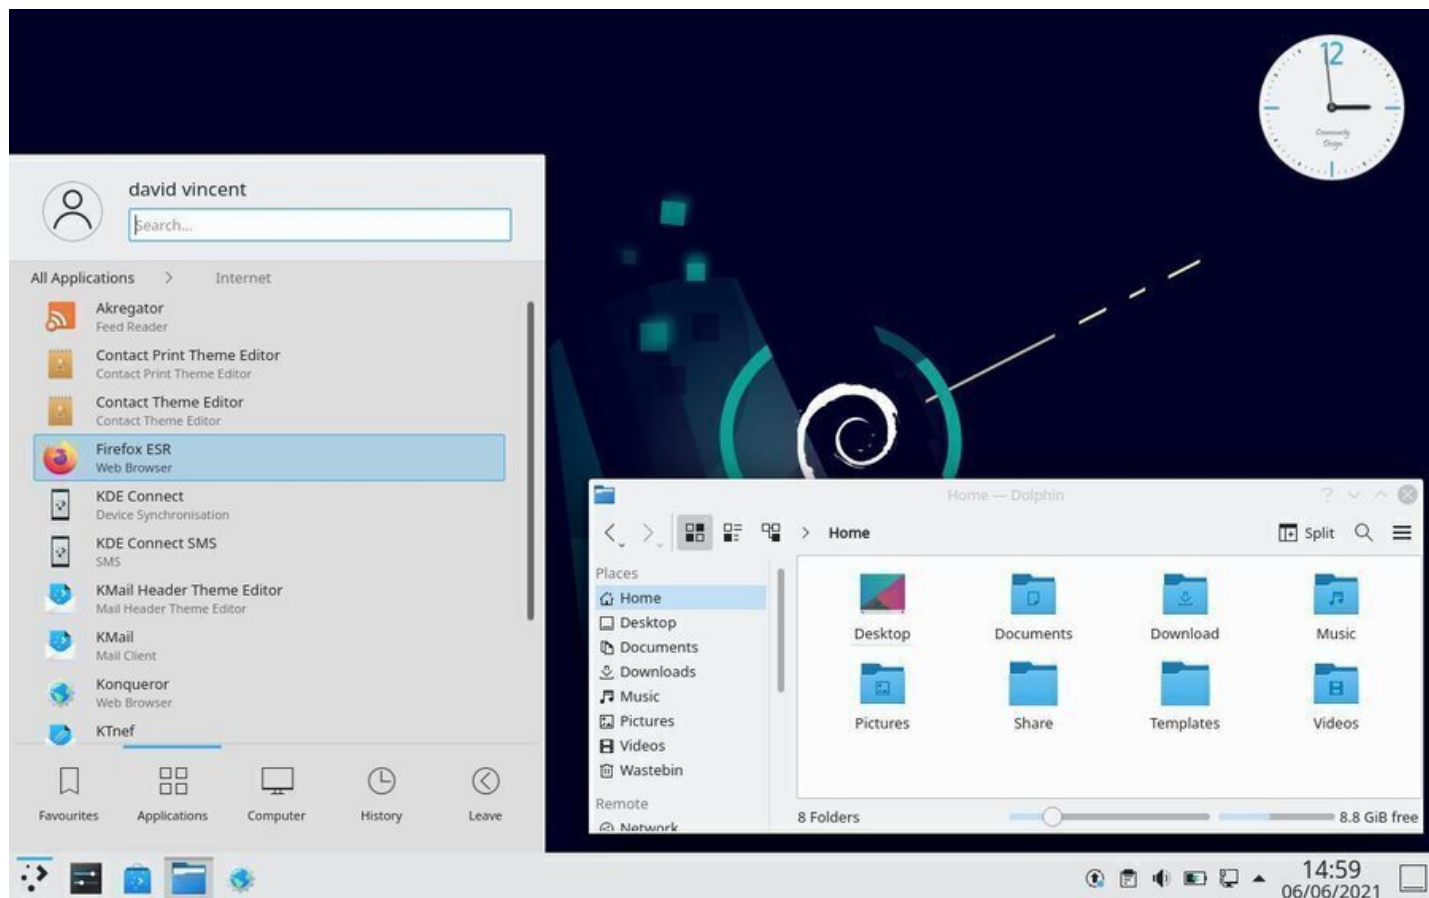 12
Community
Design
david vincent
Search...
All Applications
Internet
Akregator
Feed Reader
Contact Print Theme Editor
Contact Print Theme Editor
Contact Theme Editor
Contact Theme Editor
Firefox ESR
Web Browser
KDE Connect
Device Synchronisation
KDE Connect SMS
SMS
KMail Header Theme Editor
Mail Header Theme Editor
KMail
Mail Client
Konqueror
Web Browser
KTnef
Favourites
Applications
Computer
History
Leave
Home — Dolphin
Home
Split
Places
Home
Desktop
Documents
Downloads
Music
Pictures
Videos
Wastebin
Remote
Network
Desktop
Documents
Download
Music
Pictures
Share
Templates
Videos
8 Folders
8.8 GiB free
14:59
06/06/2021